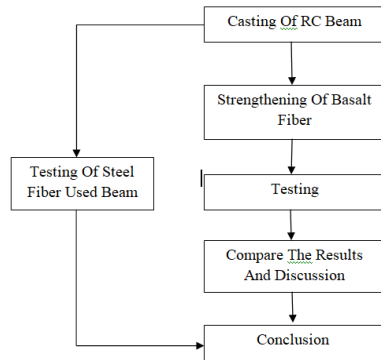 Casting Of RC Beam
Strengthening Of Basalt
Fiber
Testing Of Steel
Fiber Used Beam
Testing
Compare The Results
And Discussion
Conclusion